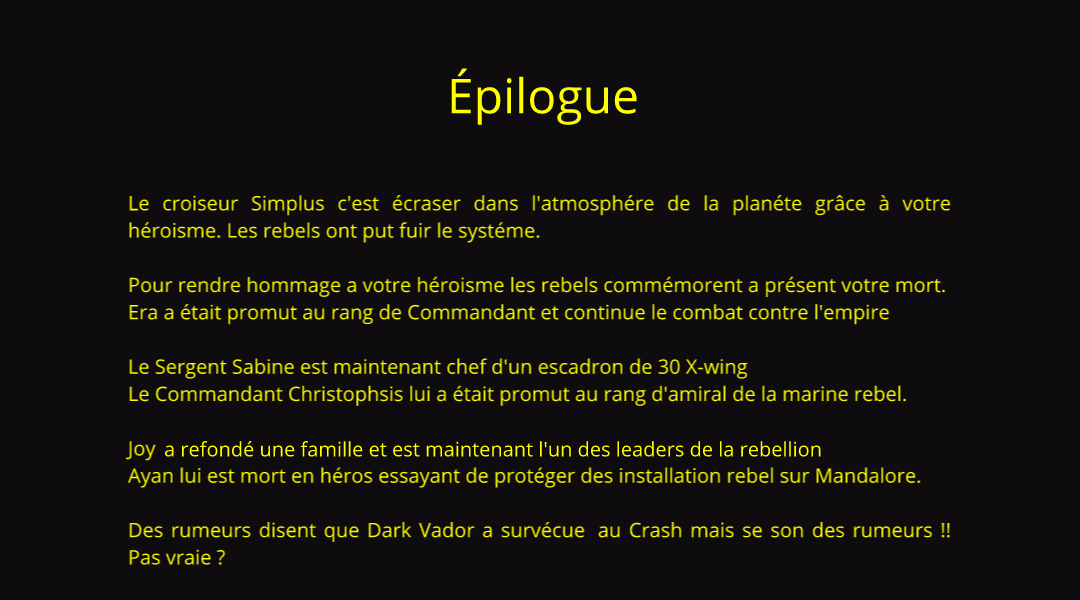 Épilogue
Le croiseur Simplus c'est écraser dans l'atmosphére de la planéte grâce à votre
héroisme. Les rebels ont put fuir le systéme.
Pour rendre hommage a votre héroisme les rebels commémorent a présent votre mort.
Era a était promut au rang de Commandant et continue le combat contre l'empire
Le Sergent Sabine est maintenant chef d'un escadron de 30 X-wing
Le Commandant Christophsis lui a était promut au rang d'amiral de la marine rebel.
Joy a refondé une famille et est maintenant l'un des leaders de la rebellion
Ayan lui est mort en héros essayant de protéger des installation rebel sur Mandalore.
Des rumeurs disent que Dark Vador a survécue au Crash mais se son des rumeurs !!
Pas vraie ?